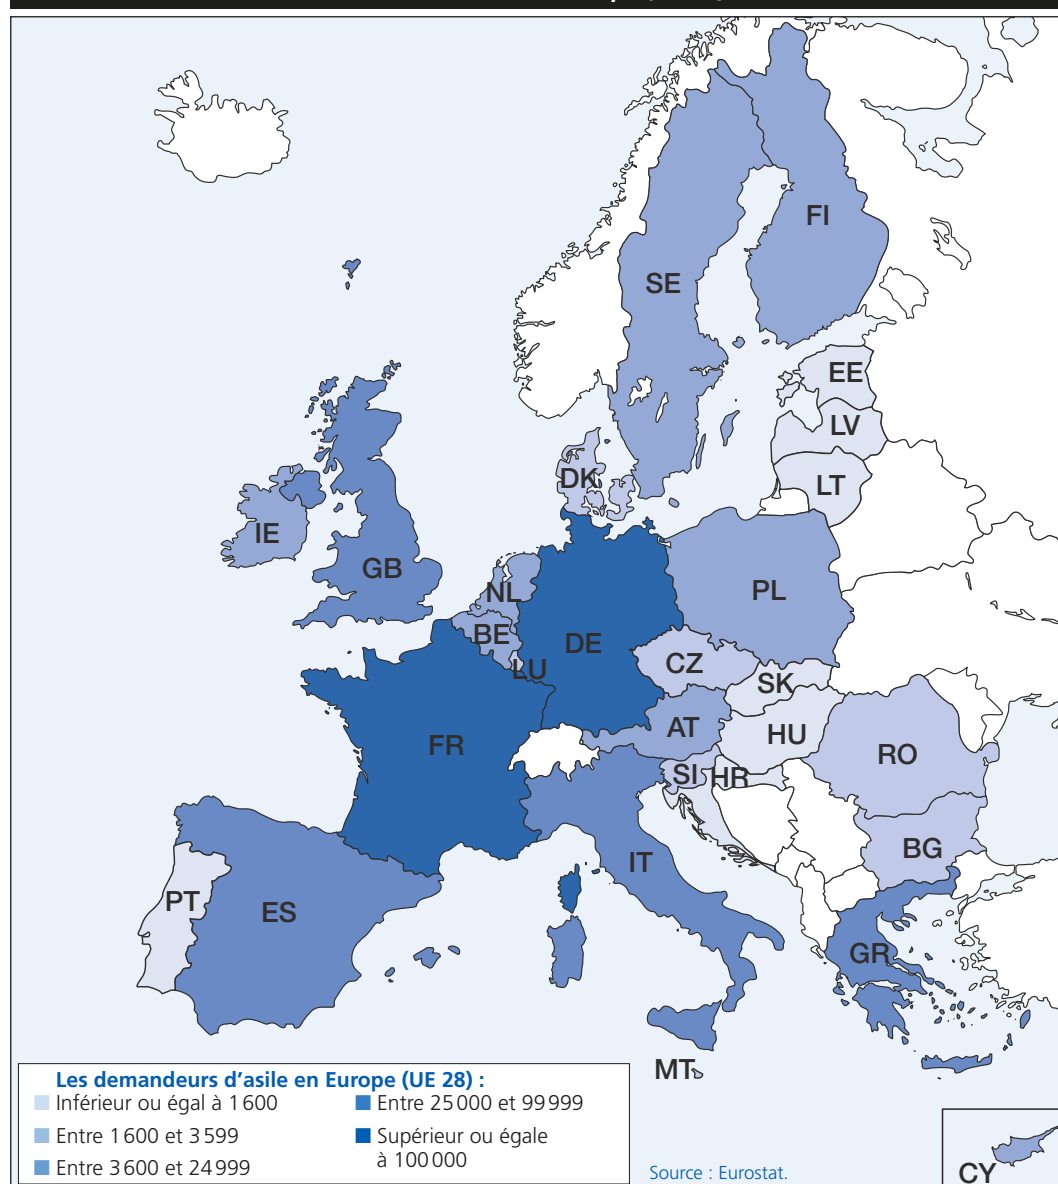 FI
SE
EE
LV
LT
DK
IE
GB
NL
BE
LU
DE
PL
CZ
SK
AT
HU
RO
SI
HR
FR
IT
BG
PT
ES
GR
MT
CY
Les demandeurs d'asile en Europe (UE 28) :
Inférieur ou égal à 1 600
Entre 1 600 et 3 599
Entre 3 600 et 24 999
Entre 25 000 et 99 999
Supérieur ou égale
à 100 000
Source : Eurostat.